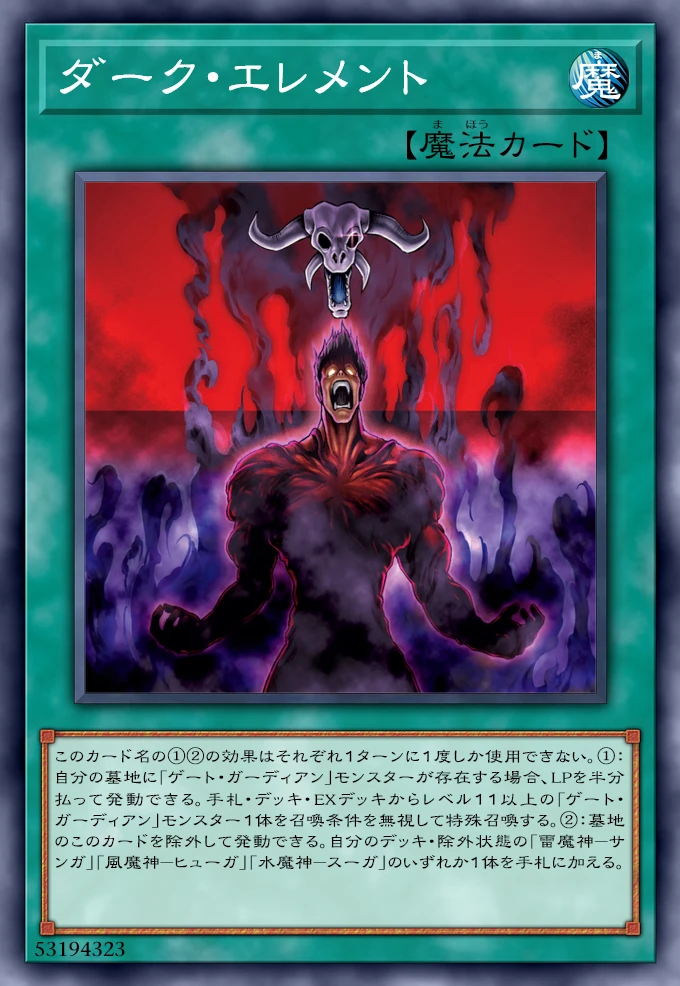 ダーク・エレメント
魔
ま
【魔法カード】
ま ほう
このカード名の①②の効果はそれぞれ1ターンに1度しか使用できない。①:
自分の墓地に「ゲート・ガーディアン」モンスターが存在する場合、LPを半分
払って発動できる。手札・デッキ・EXデッキからレベル11以上の「ゲート・
ガーディアン」モンスター1体を召喚条件を無視して特殊召喚する。②:墓地
のこのカードを除外して発動できる。自分のデッキ・除外状態の「雷魔神－サ
ンガ」「風魔神－ヒューガ」「水魔神－スーガ」のいずれか1体を手札に加える。
53194323